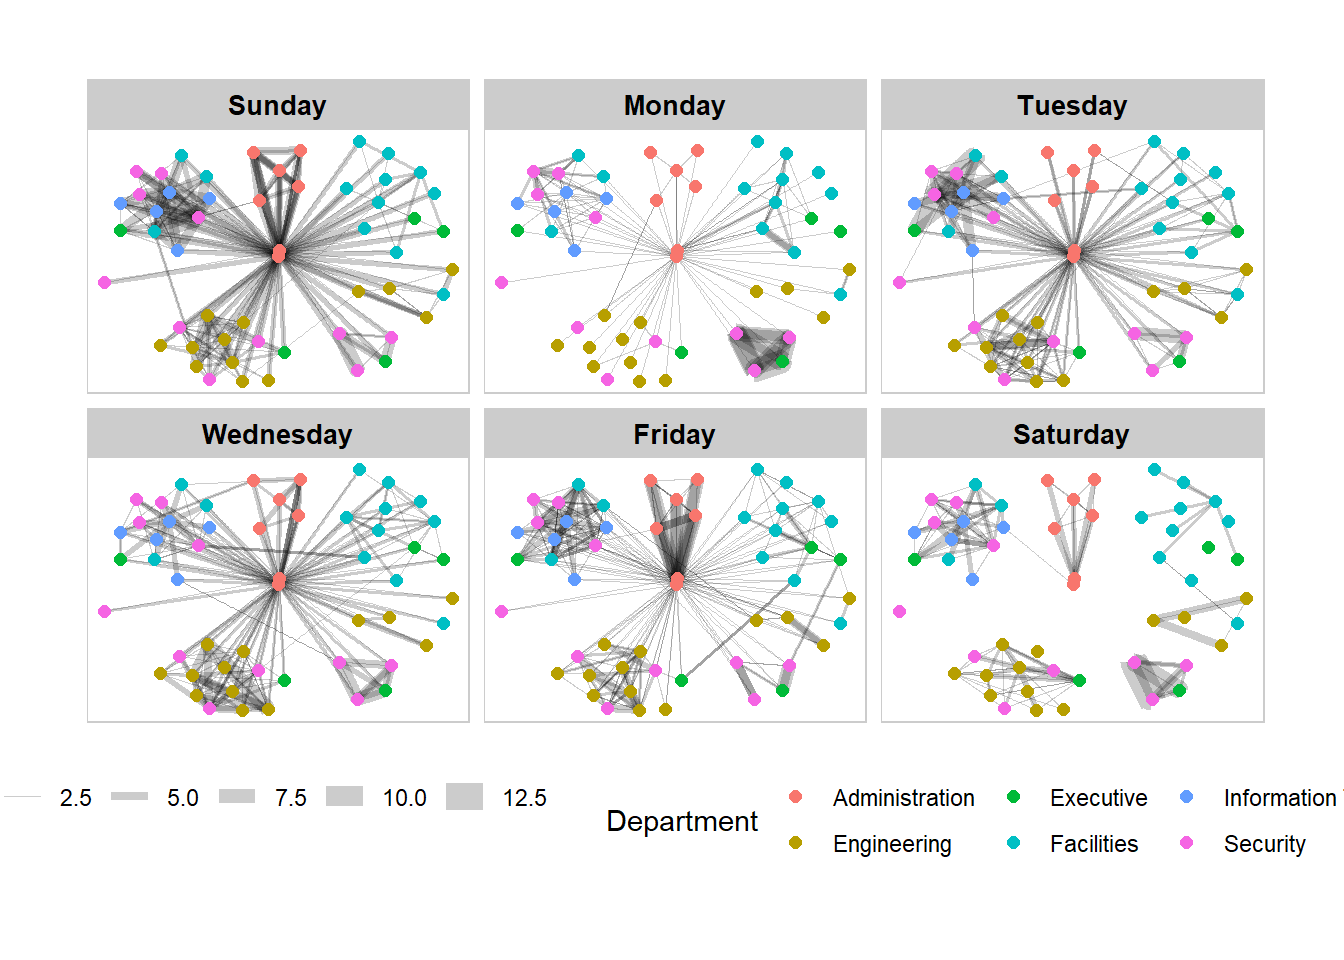 Sunday Monday Tuesday
Wednesday Friday Saturday
2.5 5.0 7.5 10.0 12.5
Department
Administration Executive Information
Engineering Facilities Security